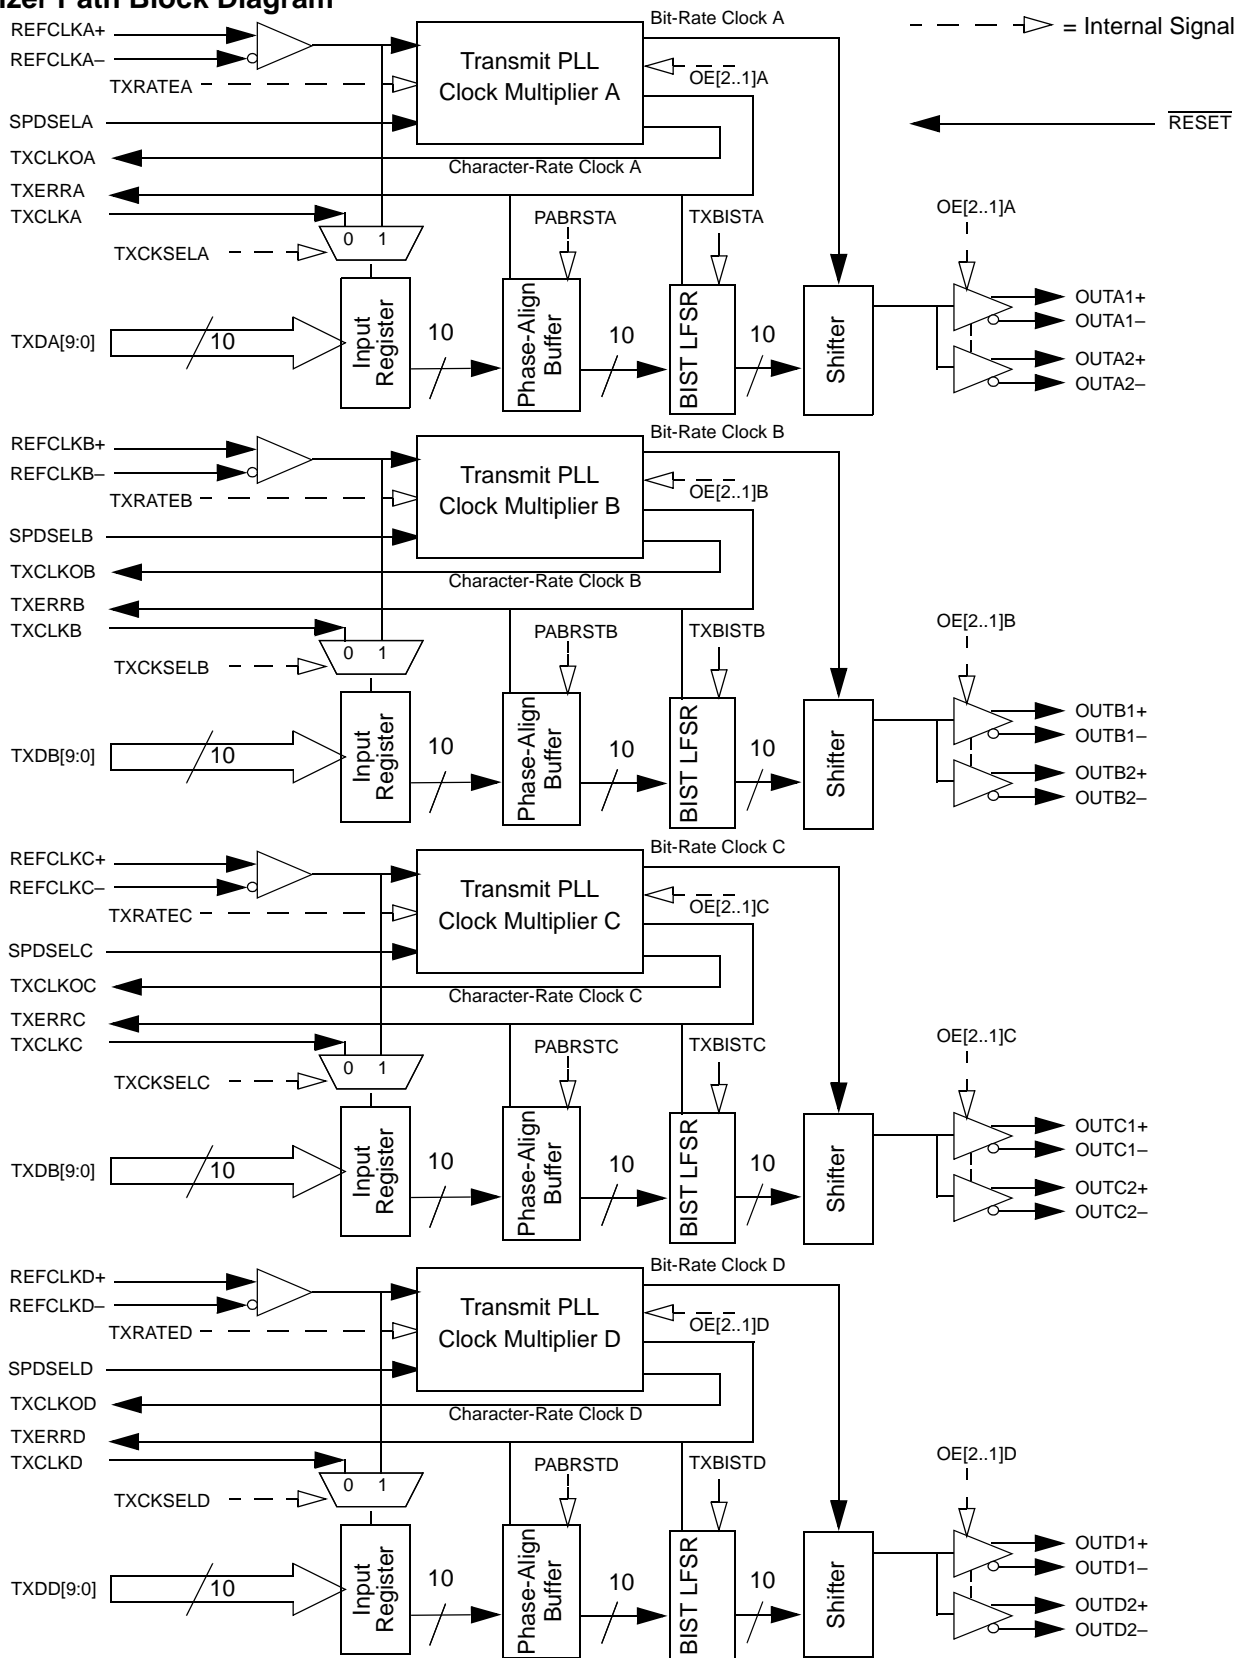 izer Path Block Diagram
= Internal Signal
RESET
REFCLKA+
REFCLKA–
TXRATEA
SPDSELA
TXCLKOA
TXERRA
TXCLKA
TXCKSELA
TXDA[9:0]
Transmit PLL
Clock Multiplier A
Bit-Rate Clock A
OE[2..1]A
Character-Rate Clock A
0 1
PABRSTA
TXBISTA
OE[2..1]A
10
Input
Register
10
Phase-Align
Buffer
10
BIST LFSR
10
Shifter
OUTA1+
OUTA1–
OUTA2+
OUTA2–
REFCLKB+
REFCLKB–
TXRATEB
SPDSELB
TXCLKOB
TXERRB
TXCLKB
TXCKSELB
TXDB[9:0]
Transmit PLL
Clock Multiplier B
Bit-Rate Clock B
OE[2..1]B
Character-Rate Clock B
0 1
PABRSTB
TXBISTB
OE[2..1]B
10
Input
Register
10
Phase-Align
Buffer
10
BIST LFSR
10
Shifter
OUTB1+
OUTB1–
OUTB2+
OUTB2–
REFCLKC+
REFCLKC–
TXRATEC
SPDSELC
TXCLKOC
TXERRC
TXCLKC
TXCKSELC
TXDB[9:0]
Transmit PLL
Clock Multiplier C
Bit-Rate Clock C
OE[2..1]C
Character-Rate Clock C
0 1
PABRSTC
TXBISTC
OE[2..1]C
10
Input
Register
10
Phase-Align
Buffer
10
BIST LFSR
10
Shifter
OUTC1+
OUTC1–
OUTC2+
OUTC2–
REFCLKD+
REFCLKD–
TXRATED
SPDSELD
TXCLKOD
TXERRD
TXCLKD
TXCKSELD
TXDD[9:0]
Transmit PLL
Clock Multiplier D
Bit-Rate Clock D
OE[2..1]D
Character-Rate Clock D
0 1
PABRSTD
TXBISTD
OE[2..1]D
10
Input
Register
10
Phase-Align
Buffer
10
BIST LFSR
10
Shifter
OUTD1+
OUTD1–
OUTD2+
OUTD2–